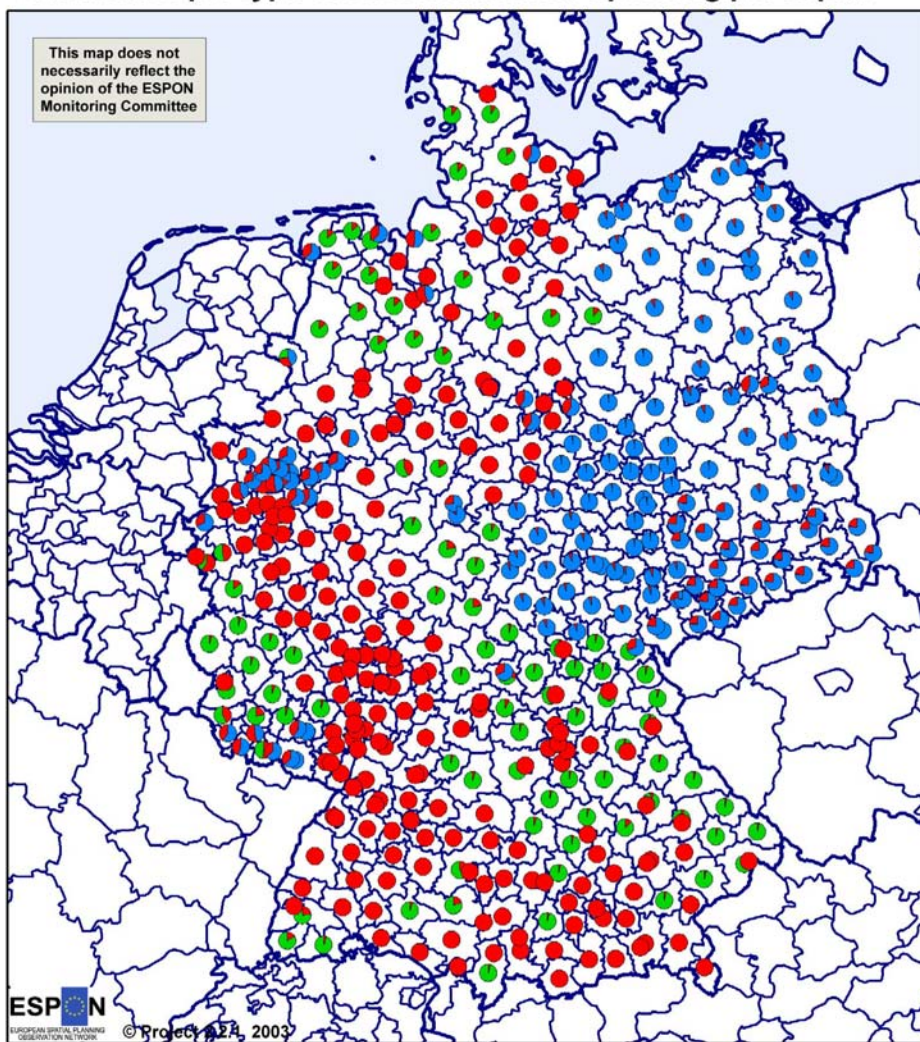 This map does not
necessarily reflect the
opinion of the ESPON
Monitoring Committee
ESPON
EUROPEAN SPATIAL PLANNING
OBSERVATION NETWORK
© Project 2.2.1, 2003